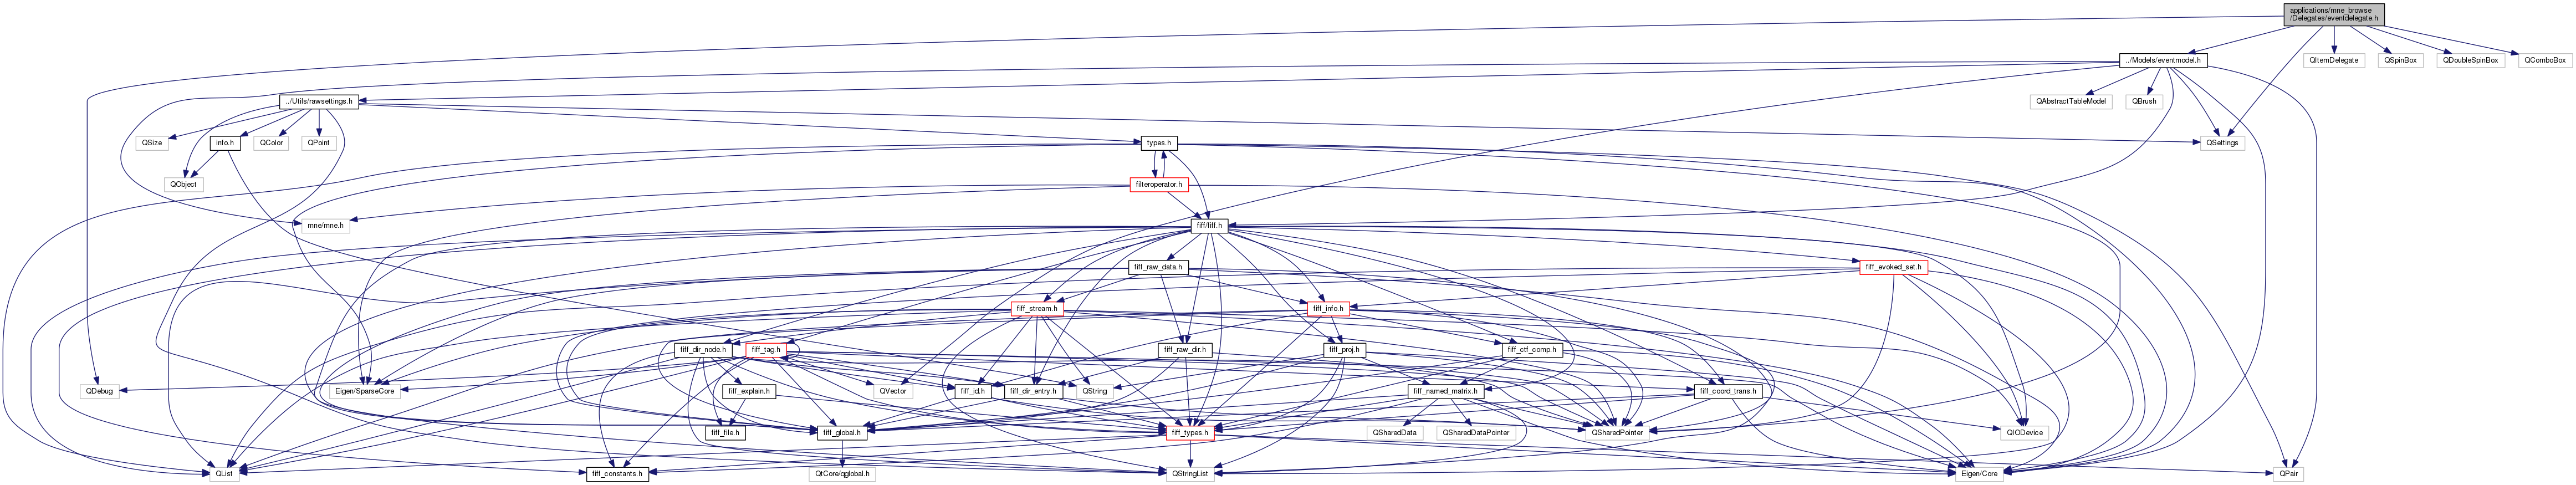 applications/mne_browse
/Delegates/eventdelegate.h
../Models/eventmodel.h
QItemDelegate
QSpinBox
QDoubleSpinBox
QComboBox
../Utils/rawsettings.h
QAbstractTableModel
QBrush
QSize
info.h
QColor
QPoint
types.h
QSettings
QObject
filteroperator.h
mne/mne.h
fiff/fiff.h
fiff_raw_data.h
fiff_evoked_set.h
fiff_stream.h
fiff_info.h
fiff_dir_node.h
fiff_tag.h
fiff_raw_dir.h
fiff_proj.h
fiff_ctf_comp.h
QDebug
Eigen/SparseCore
fiff_explain.h
QVector
fiff_id.h
fiff_dir_entry.h
QString
fiff_named_matrix.h
fiff_coord_trans.h
fiff_file.h
fiff_global.h
fiff_types.h
QSharedData
QSharedDataPointer
QSharedPointer
QIODevice
QList
fiff_constants.h
QtCore/qglobal.h
QStringList
Eigen/Core
QPair